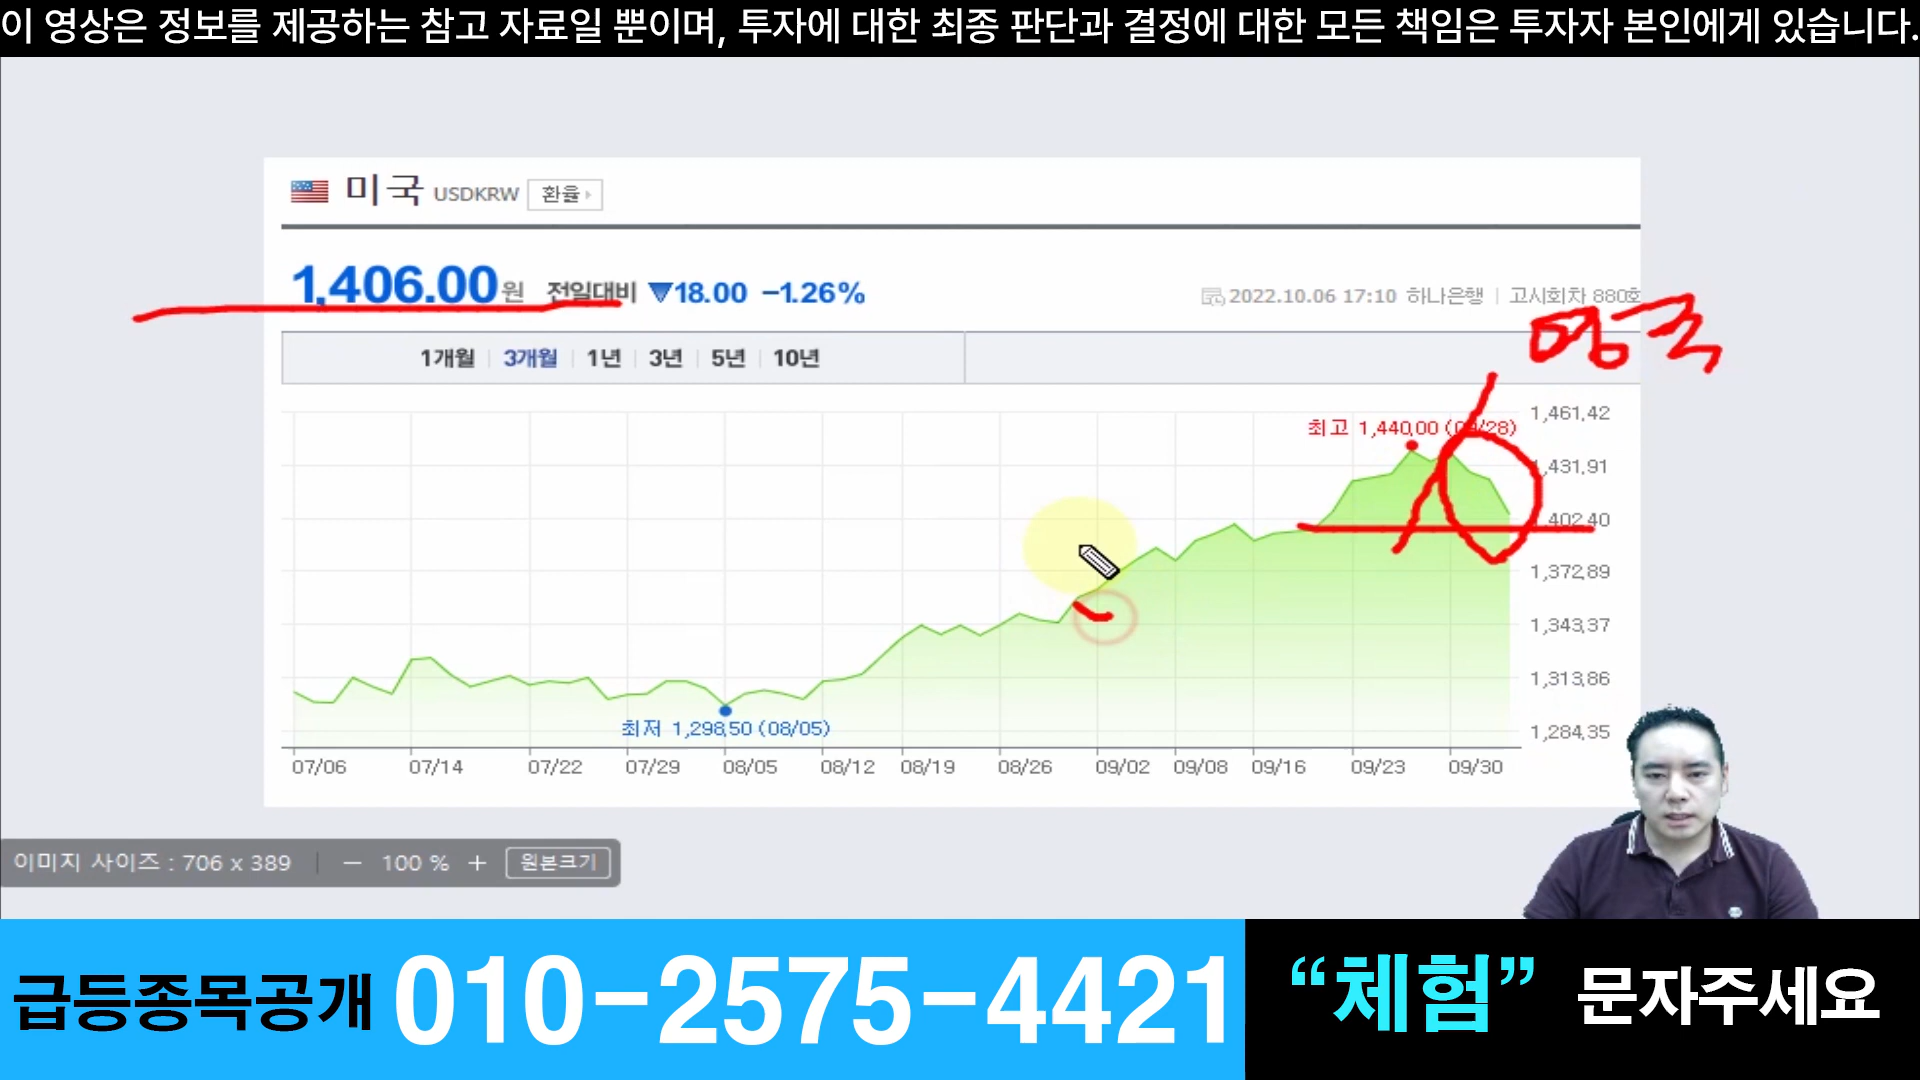 이 영상은 정보를 제공하는 참고 자료일 뿐이며, 투자에 대한 최종 판단과 결정에 대한 모든 책임은 투자자 본인에게 있습니다.
미국 USDKRW 환율
1,406.00원 전일대비 ▼18.00 -1.26%
2022.10.06 17:10 하나은행 | 고시회차 880회
영국
1개월 3개월 1년 3년 5년 10년
1,461.42
최고 1,440.00 (09/28)
1,431.91
1,402.40
1,372.89
1,343.37
1,313.86
최저 1,298.50 (08/05)
1,284.35
07/06 07/14 07/22 07/29 08/05 08/12 08/19 08/26 09/02 09/08 09/16 09/23 09/30
이미지 사이즈 : 706 x 389 | − 100 % + 원본크기
급등종목공개 010-2575-4421 “체험” 문자주세요